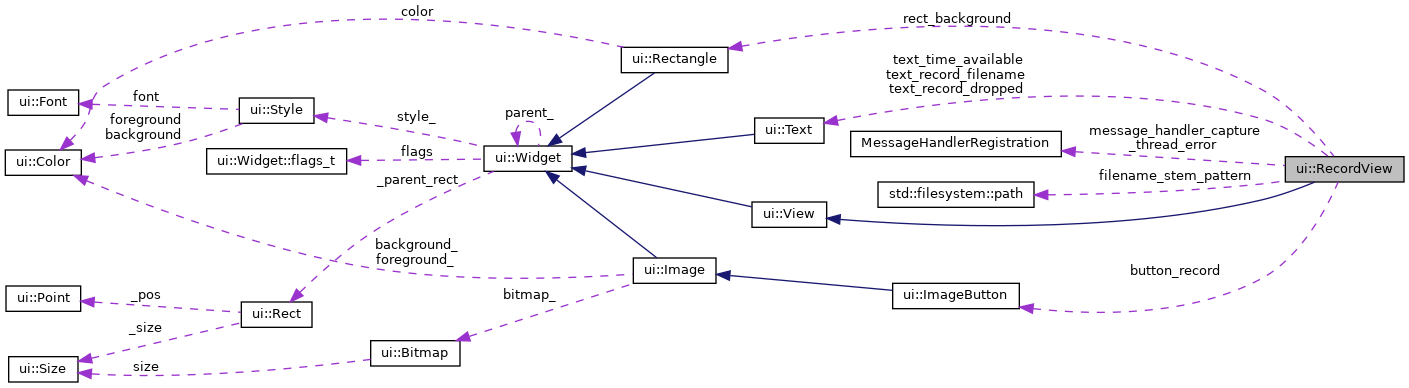 color
rect_background
ui::Rectangle
text_time_available
text_record_filename
text_record_dropped
ui::Font
font
ui::Style
foreground
background
style_
parent_
ui::Text
message_handler_capture
_thread_error
MessageHandlerRegistration
ui::Color
ui::Widget::flags_t
flags
ui::Widget
ui::RecordView
_parent_rect
filename_stem_pattern
std::filesystem::path
ui::View
background_
foreground_
ui::Image
button_record
ui::Point
_pos
bitmap_
ui::ImageButton
ui::Rect
_size
ui::Bitmap
size
ui::Size